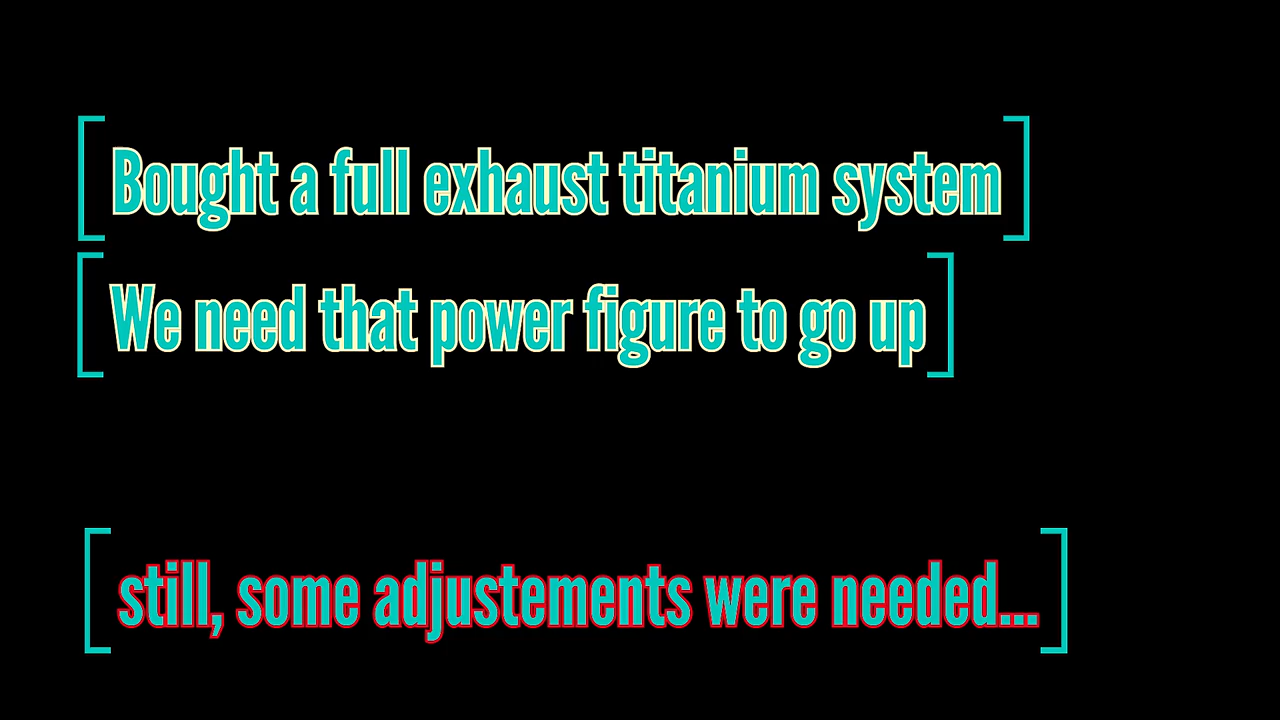 Bought a full exhaust titanium system
We need that power figure to go up
still, some adjustements were needed...